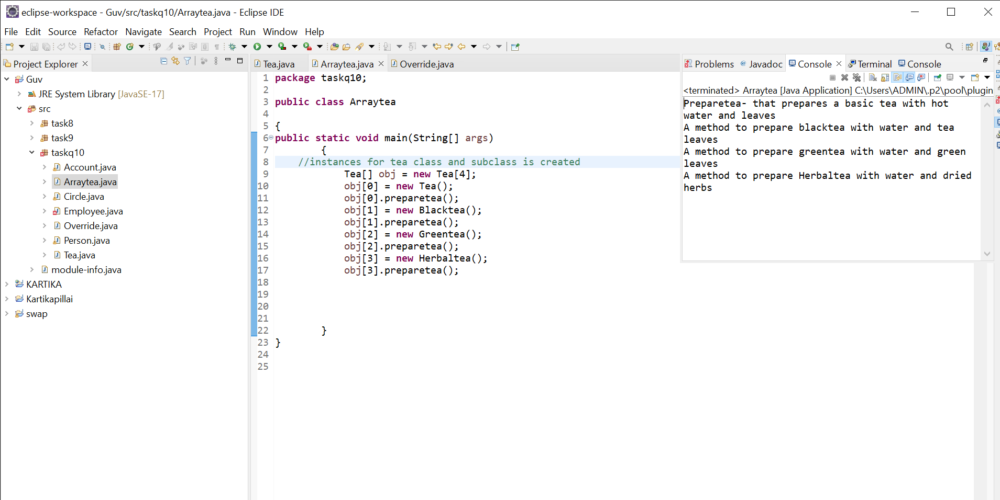 eclipse-workspace - Guv/src/taskq10/Arraytea.java - Eclipse IDE
File Edit Source Refactor Navigate Search Project Run Window Help
Project Explorer
Guv
JRE System Library [JavaSE-17]
src
task8
task9
taskq10
Account.java
Arraytea.java
Circle.java
Employee.java
Override.java
Person.java
Tea.java
module-info.java
KARTIKA
Kartikapillai
swap
Tea.java Arraytea.java Override.java
1 package taskq10;
2
3 public class Arraytea
4
5 {
6 public static void main(String[] args)
7 {
8 //instances for tea class and subclass is created
9 Tea[] obj = new Tea[4];
10 obj[0] = new Tea();
11 obj[0].preparetea();
12 obj[1] = new Blacktea();
13 obj[1].preparetea();
14 obj[2] = new Greentea();
15 obj[2].preparetea();
16 obj[3] = new Herbaltea();
17 obj[3].preparetea();
18
19
20
21
22 }
23 }
24
25
Problems Javadoc Console Terminal Console
<terminated> Arraytea [Java Application] C:\Users\ADMIN\.p2\pool\plugin
Preparetea- that prepares a basic tea with hot
water and leaves
A method to prepare blacktea with water and tea
leaves
A method to prepare greentea with water and green
leaves
A method to prepare Herbaltea with water and dried
herbs